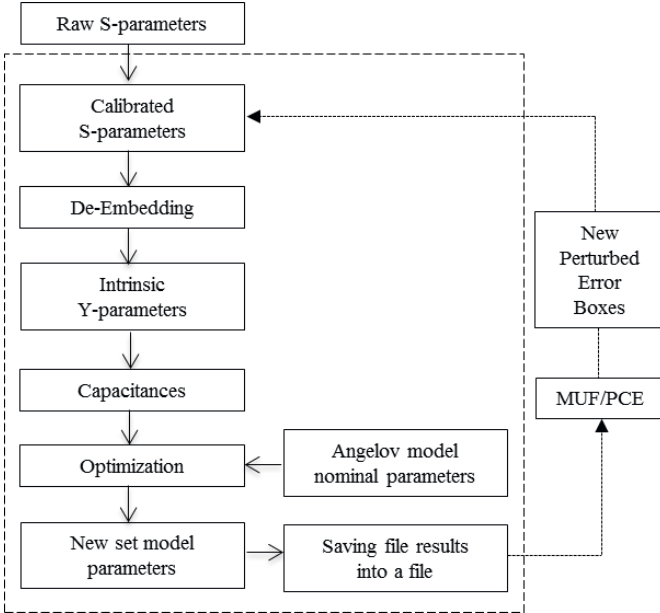 Raw S-parameters
Calibrated
S-parameters
De-Embedding
Intrinsic
Y-parameters
Capacitances
Optimization
Angelov model
nominal parameters
New set model
parameters
Saving file results
into a file
MUF/PCE
New
Perturbed
Error
Boxes